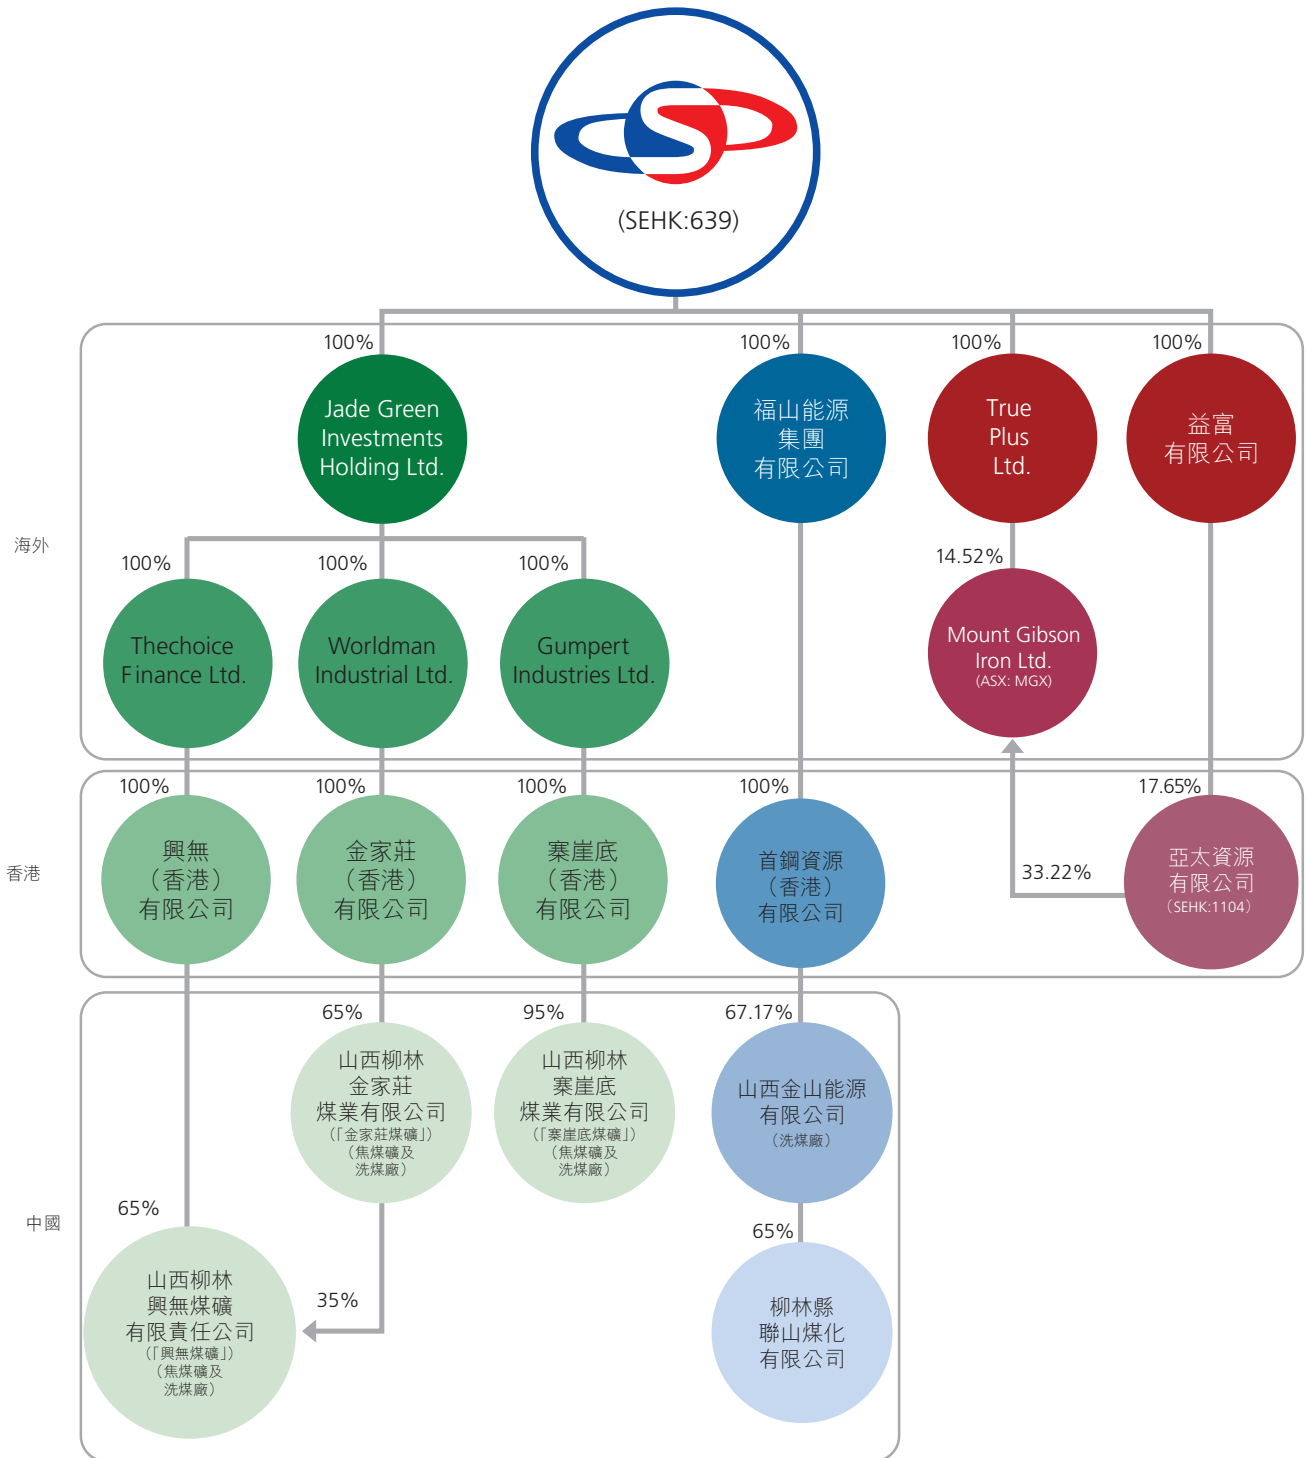 (SEHK:639)
100%
100%
100%
100%
Jade Green
Investments
Holding Ltd.
福山能源
集團
有限公司
True
Plus
Ltd.
益富
有限公司
海外
100%
100%
100%
14.52%
Thechoice
Finance Ltd.
Worldman
Industrial Ltd.
Gumpert
Industries Ltd.
Mount Gibson
Iron Ltd.
(ASX: MGX)
100%
100%
100%
100%
17.65%
香港
興無
（香港）
有限公司
金家莊
（香港）
有限公司
寨崖底
（香港）
有限公司
首鋼資源
（香港）
有限公司
33.22%
亞太資源
有限公司
（SEHK:1104）
65%
95%
67.17%
山西柳林
金家莊
煤業有限公司
（「金家莊煤礦」）
（焦煤礦及
洗煤廠）
山西柳林
寨崖底
煤業有限公司
（「寨崖底煤礦」）
（焦煤礦及
洗煤廠）
山西金山能源
有限公司
（洗煤廠）
中國
65%
65%
35%
山西柳林
興無煤礦
有限責任公司
（「興無煤礦」）
（焦煤礦及
洗煤廠）
柳林縣
聯山煤化
有限公司